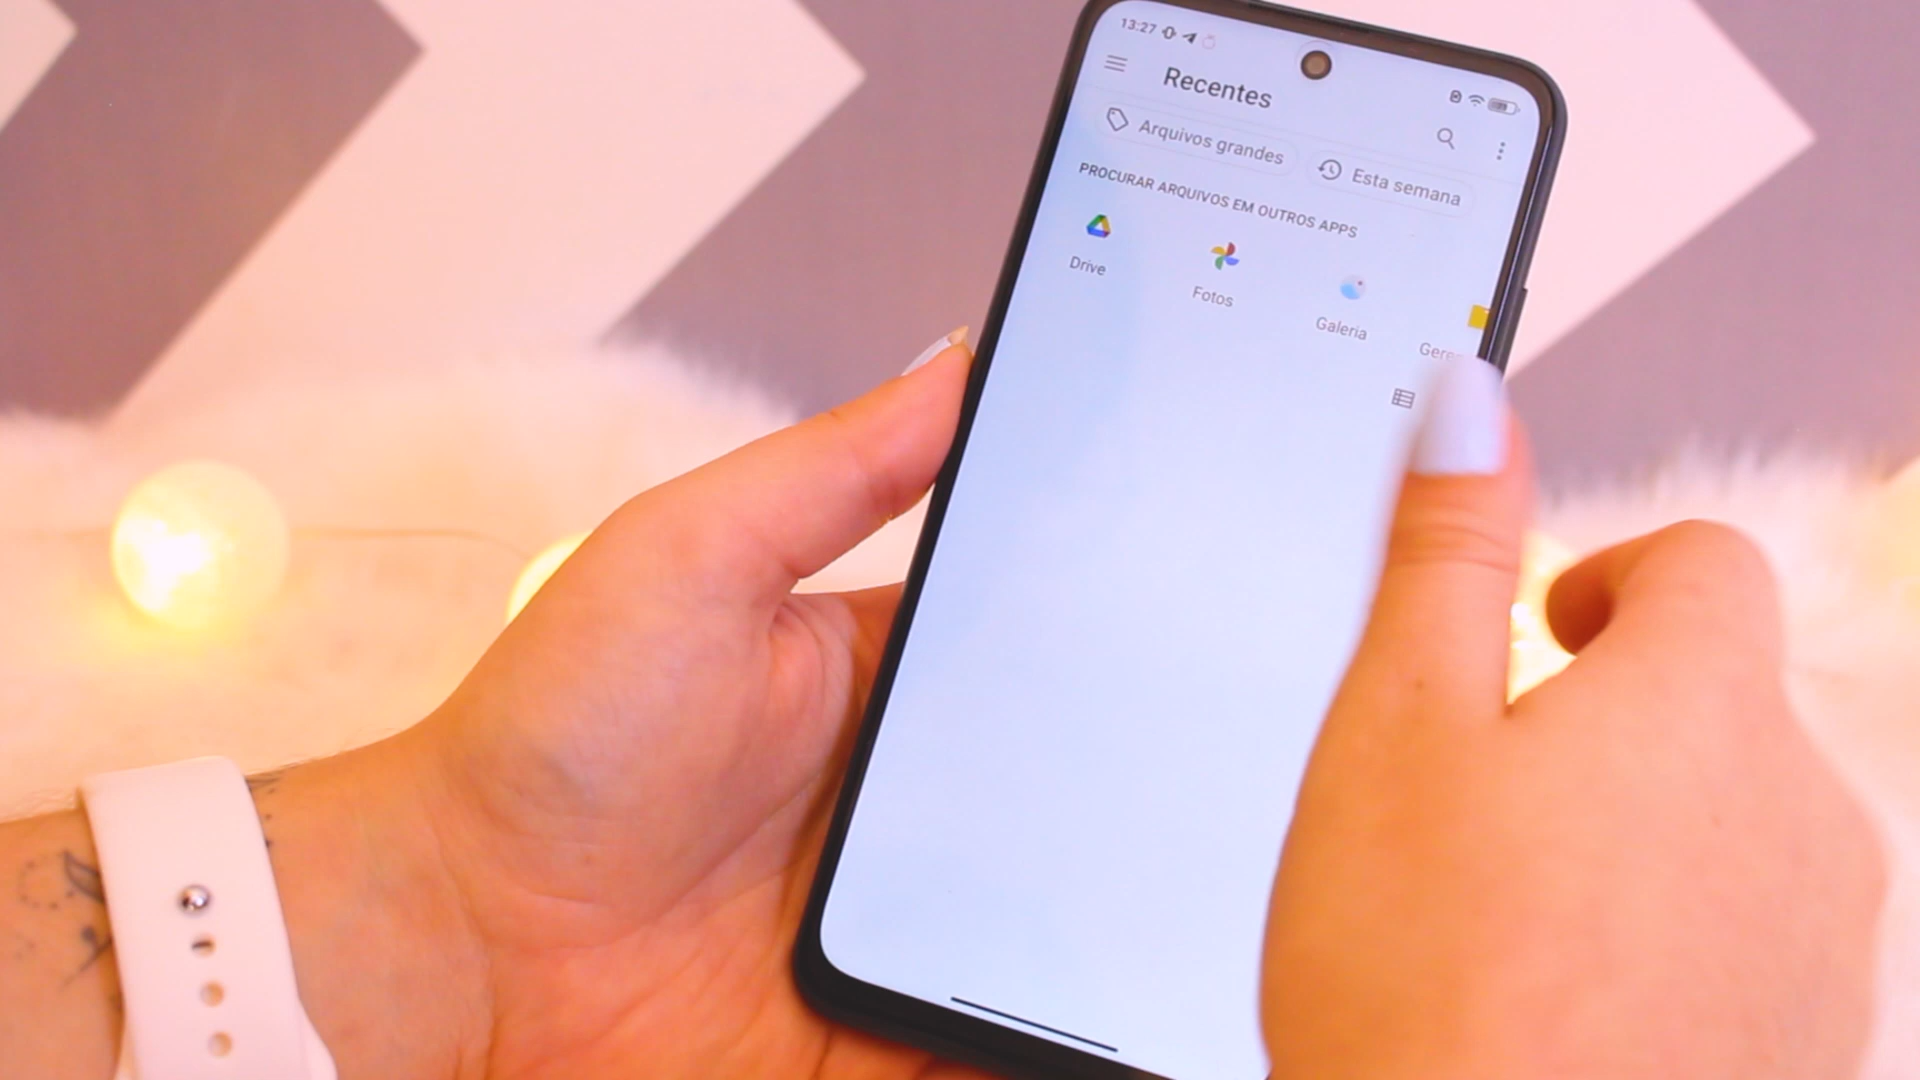 13:27
Recentes
Arquivos grandes
Esta semana
PROCURAR ARQUIVOS EM OUTROS APPS
Drive
Fotos
Galeria